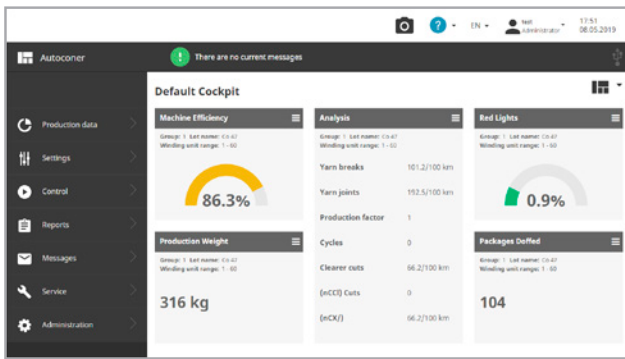 ?
EN
test
Administrator
17:51
08.05.2019
Autoconer
There are no current messages
Default Cockpit
Production data
Settings
Control
Reports
Messages
Service
Administration
Machine Efficiency
Group: 1 Lot name: Co 47
Winding unit range: 1 - 60
86.3%
Analysis
Group: 1 Lot name: Co 47
Winding unit range: 1 - 60
Yarn breaks 101.2/100 km
Yarn joints 192.5/100 km
Production factor 1
Cycles 0
Clearer cuts 66.2/100 km
(nCCl) Cuts 0
(nCK/) 66.2/100 km
Red Lights
Group: 1 Lot name: Co 47
Winding unit range: 1 - 60
0.9%
Production Weight
Group: 1 Lot name: Co 47
Winding unit range: 1 - 60
316 kg
Packages Doffed
Group: 1 Lot name: Co 47
Winding unit range: 1 - 60
104